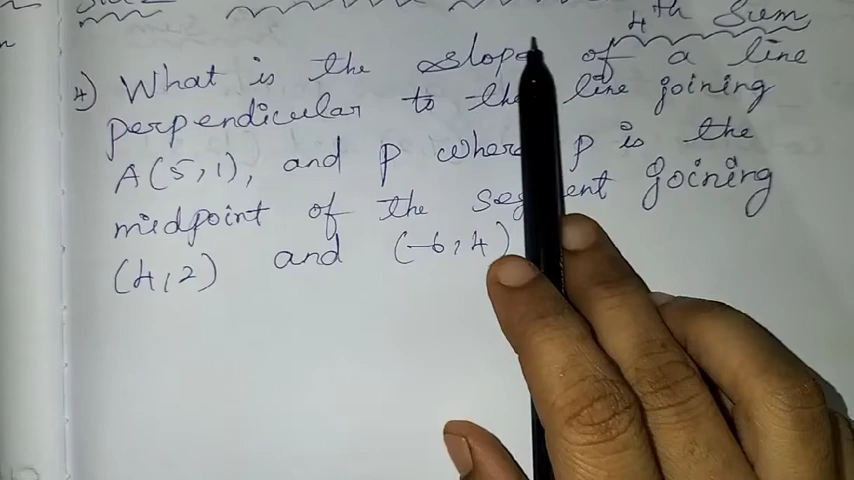 4th Sum
4) What is the slope of a line
perpendicular to the line joining
A(5,1), and P where P is the
midpoint of the segment joining
(4,2) and (-6,4)